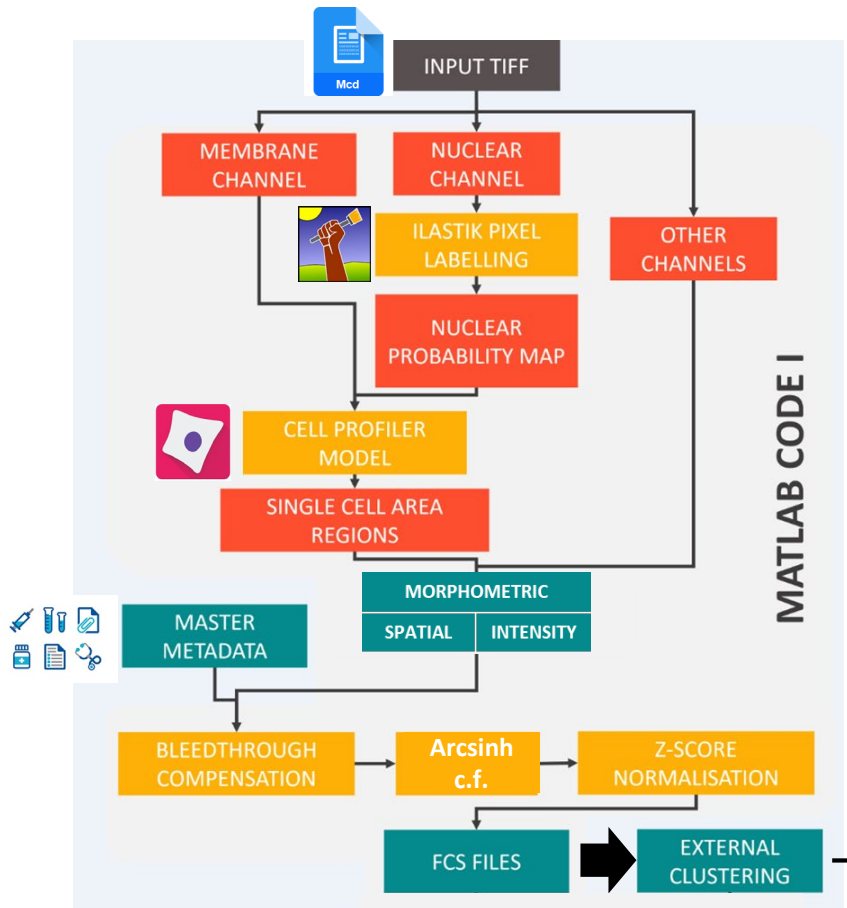 Mcd
INPUT TIFF
MEMBRANE
CHANNEL
NUCLEAR
CHANNEL
ILASTIK PIXEL
LABELLING
OTHER
CHANNELS
NUCLEAR
PROBABILITY MAP
CELL PROFILER
MODEL
SINGLE CELL AREA
REGIONS
MATLAB CODE I
MORPHOMETRIC
SPATIAL
INTENSITY
MASTER
METADATA
BLEEDTHROUGH
COMPENSATION
Arcsinh
c.f.
Z-SCORE
NORMALISATION
FCS FILES
EXTERNAL
CLUSTERING